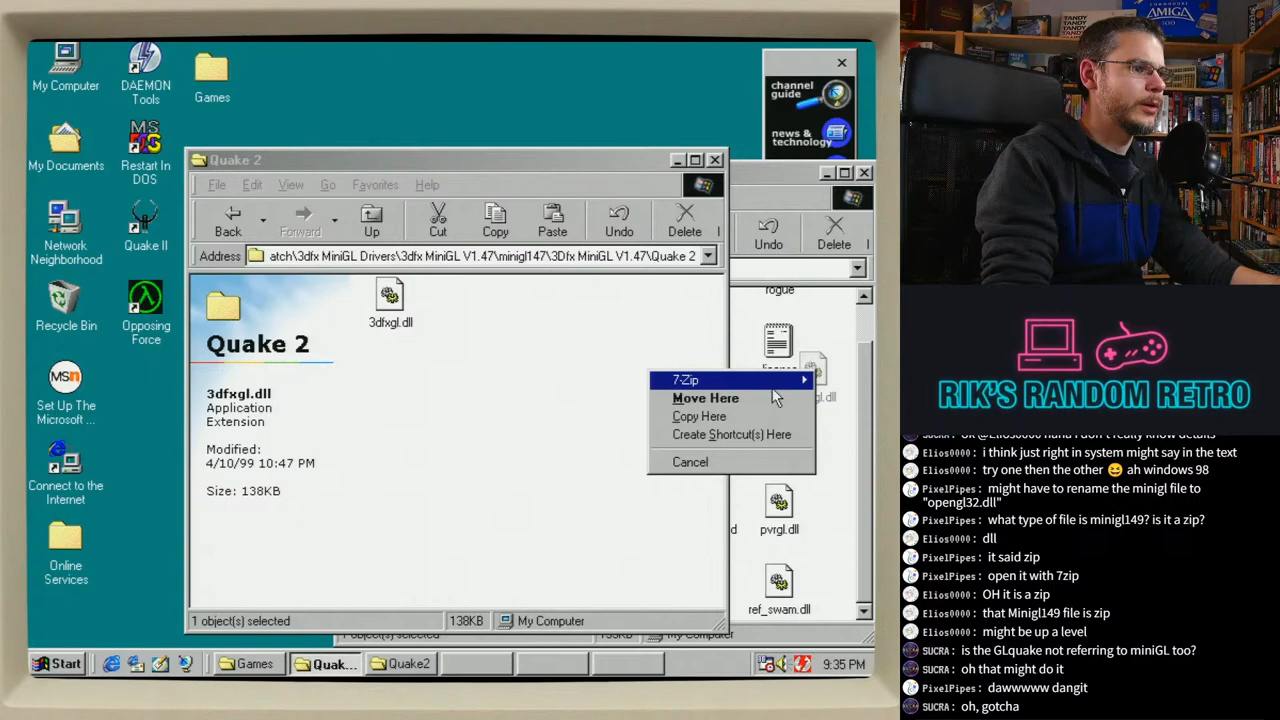 My Computer
DAEMON
Tools
Games
My Documents
Restart In
DOS
Network
Neighborhood
Quake II
Recycle Bin
Opposing
Force
Set Up The
Microsoft ...
Connect to the
Internet
Online
Services
channel
guide
news &
technology
Quake 2
File Edit View Go Favorites Help
Back Forward Up Cut Copy Paste Undo Delete
Address atch\3dfx MiniGL Drivers\3dfx MiniGL V1.47\minigl147\3Dfx MiniGL V1.47\Quake 2
Quake 2
3dfxgl.dll
Application
Extension
Modified:
4/10/99 10:47 PM
Size: 138KB
3dfxgl.dll
Undo Delete
rogue
7-Zip
Move Here
Copy Here
Create Shortcut(s) Here
Cancel
pvrgl.dll
ref_swam.dll
1 object(s) selected 138KB My Computer
Start Games Quak... Quake2 9:35 PM
TANDY
COMMODORE
AMIGA
500
RIK'S RANDOM RETRO
i think just right in system might say in the text
Elios0000: try one then the other 😆 ah windows 98
PixelPipes: might have to rename the minigl file to
"opengl32.dll"
PixelPipes: what type of file is minigl149? is it a zip?
Elios0000: dll
PixelPipes: it said zip
PixelPipes: open it with 7zip
Elios0000: OH it is a zip
Elios0000: that Minigl149 file is zip
Elios0000: might be up a level
SUCRA: is the GLquake not referring to miniGL too?
SUCRA: oh that might do it
PixelPipes: dawwwww dangit
SUCRA: oh, gotcha